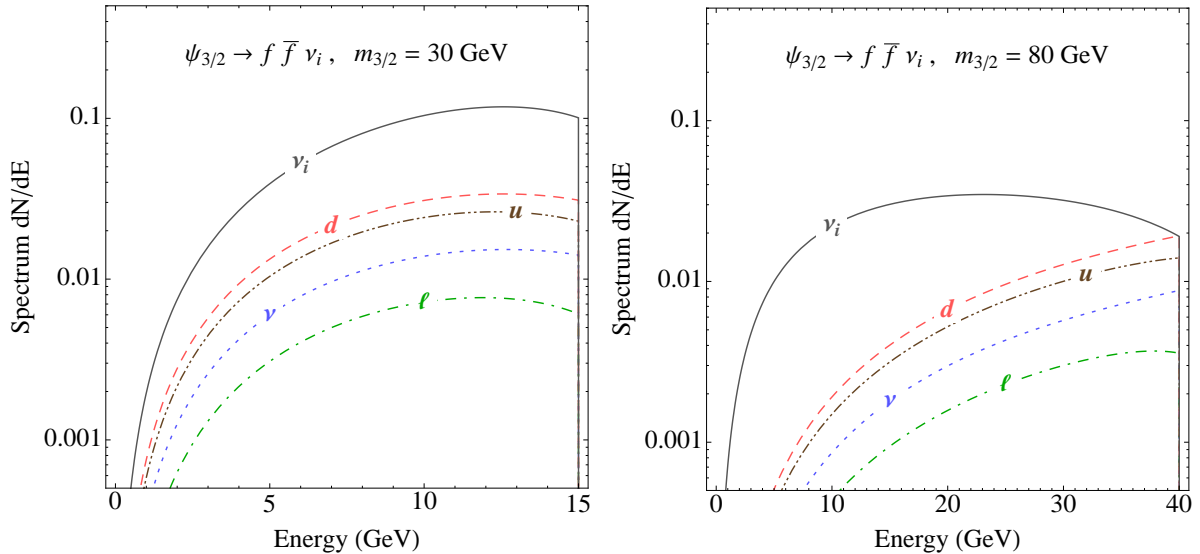 ψ3/2 → f f̅ νi , m3/2 = 30 GeV
Spectrum dN/dE
0.1
0.01
0.001
νi
d
u
ν
ℓ
0 5 10 15
Energy (GeV)
ψ3/2 → f f̅ νi , m3/2 = 80 GeV
Spectrum dN/dE
0.1
0.01
0.001
νi
d
u
ν
ℓ
0 10 20 30 40
Energy (GeV)